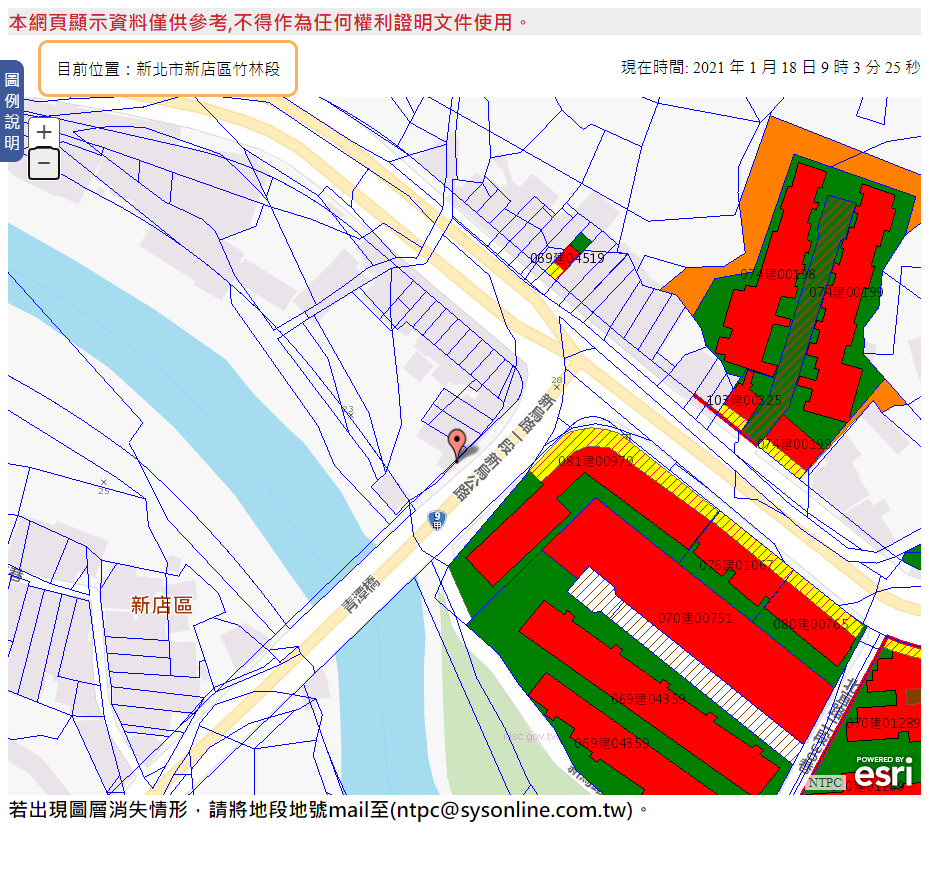 本網頁顯示資料僅供參考,不得作為任何權利證明文件使用。
目前位置：新北市新店區竹林段
現在時間: 2021 年 1 月 18 日 9 時 3 分 25 秒
圖例說明
+
−
069建04519
074建00198
074建00199
103建00225
074建00199
28
23
25
新烏路一段
新烏公路
081建00979
9甲
076建01067
青潭橋
新店區
070建00751
080建00765
069建04359
069建04359
070建01289
POWERED BY
esri
NTPC
若出現圖層消失情形，請將地段地號mail至(ntpc@sysonline.com.tw)。